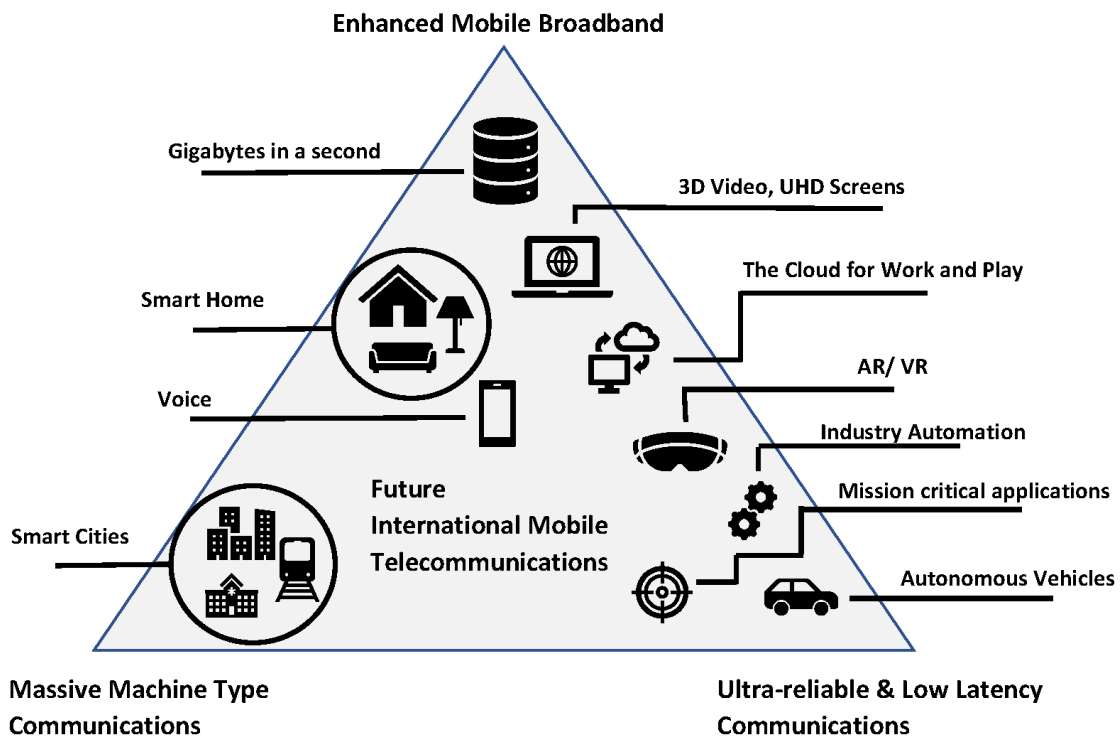 Enhanced Mobile Broadband
Gigabytes in a second
3D Video, UHD Screens
The Cloud for Work and Play
Smart Home
AR/ VR
Voice
Industry Automation
Future
International Mobile
Telecommunications
Mission critical applications
Smart Cities
Autonomous Vehicles
Massive Machine Type
Communications
Ultra-reliable & Low Latency
Communications